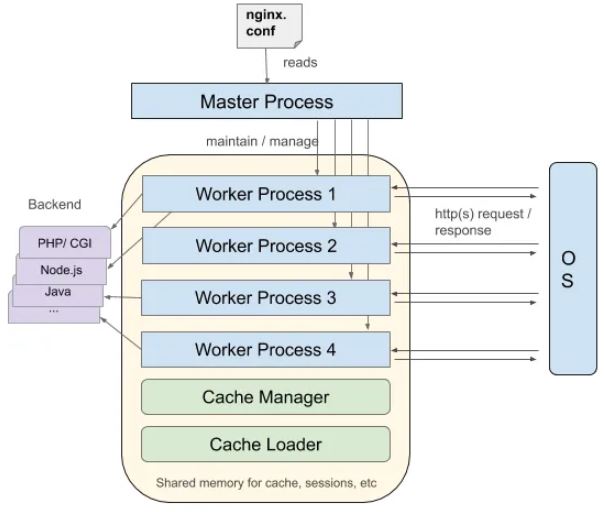 nginx.
conf
reads
Master Process
maintain / manage
Worker Process 1
Backend
http(s) request /
response
PHP/ CGI
Worker Process 2
Node.js
O
S
Java
Worker Process 3
...
Worker Process 4
Cache Manager
Cache Loader
Shared memory for cache, sessions, etc